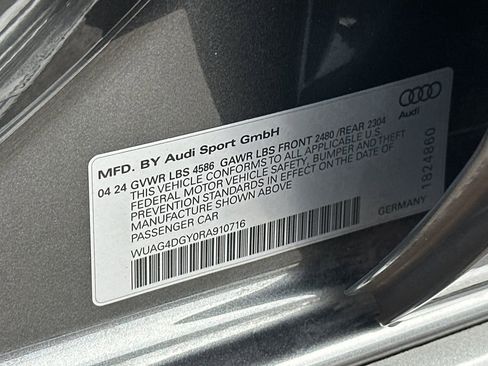 MFD. BY Audi Sport GmbH
Audi
04 24 GVWR LBS 4586 GAWR LBS FRONT 2480 /REAR 2304
THIS VEHICLE CONFORMS TO ALL APPLICABLE U.S.
FEDERAL MOTOR VEHICLE SAFETY, BUMPER AND THEFT
PREVENTION STANDARDS IN EFFECT ON THE DATE OF
MANUFACTURE SHOWN ABOVE
PASSENGER CAR
WUAG4DGY0RA910716
GERMANY
1824860